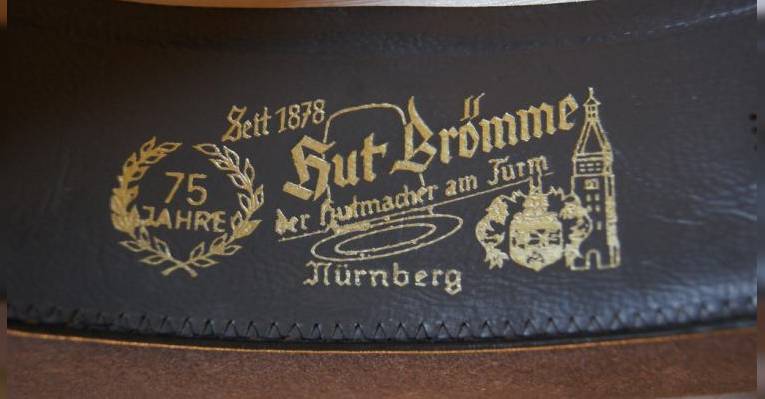 75
JAHRE
Seit 1878
Hut Brömme
der Hutmacher am Turm
Nürnberg